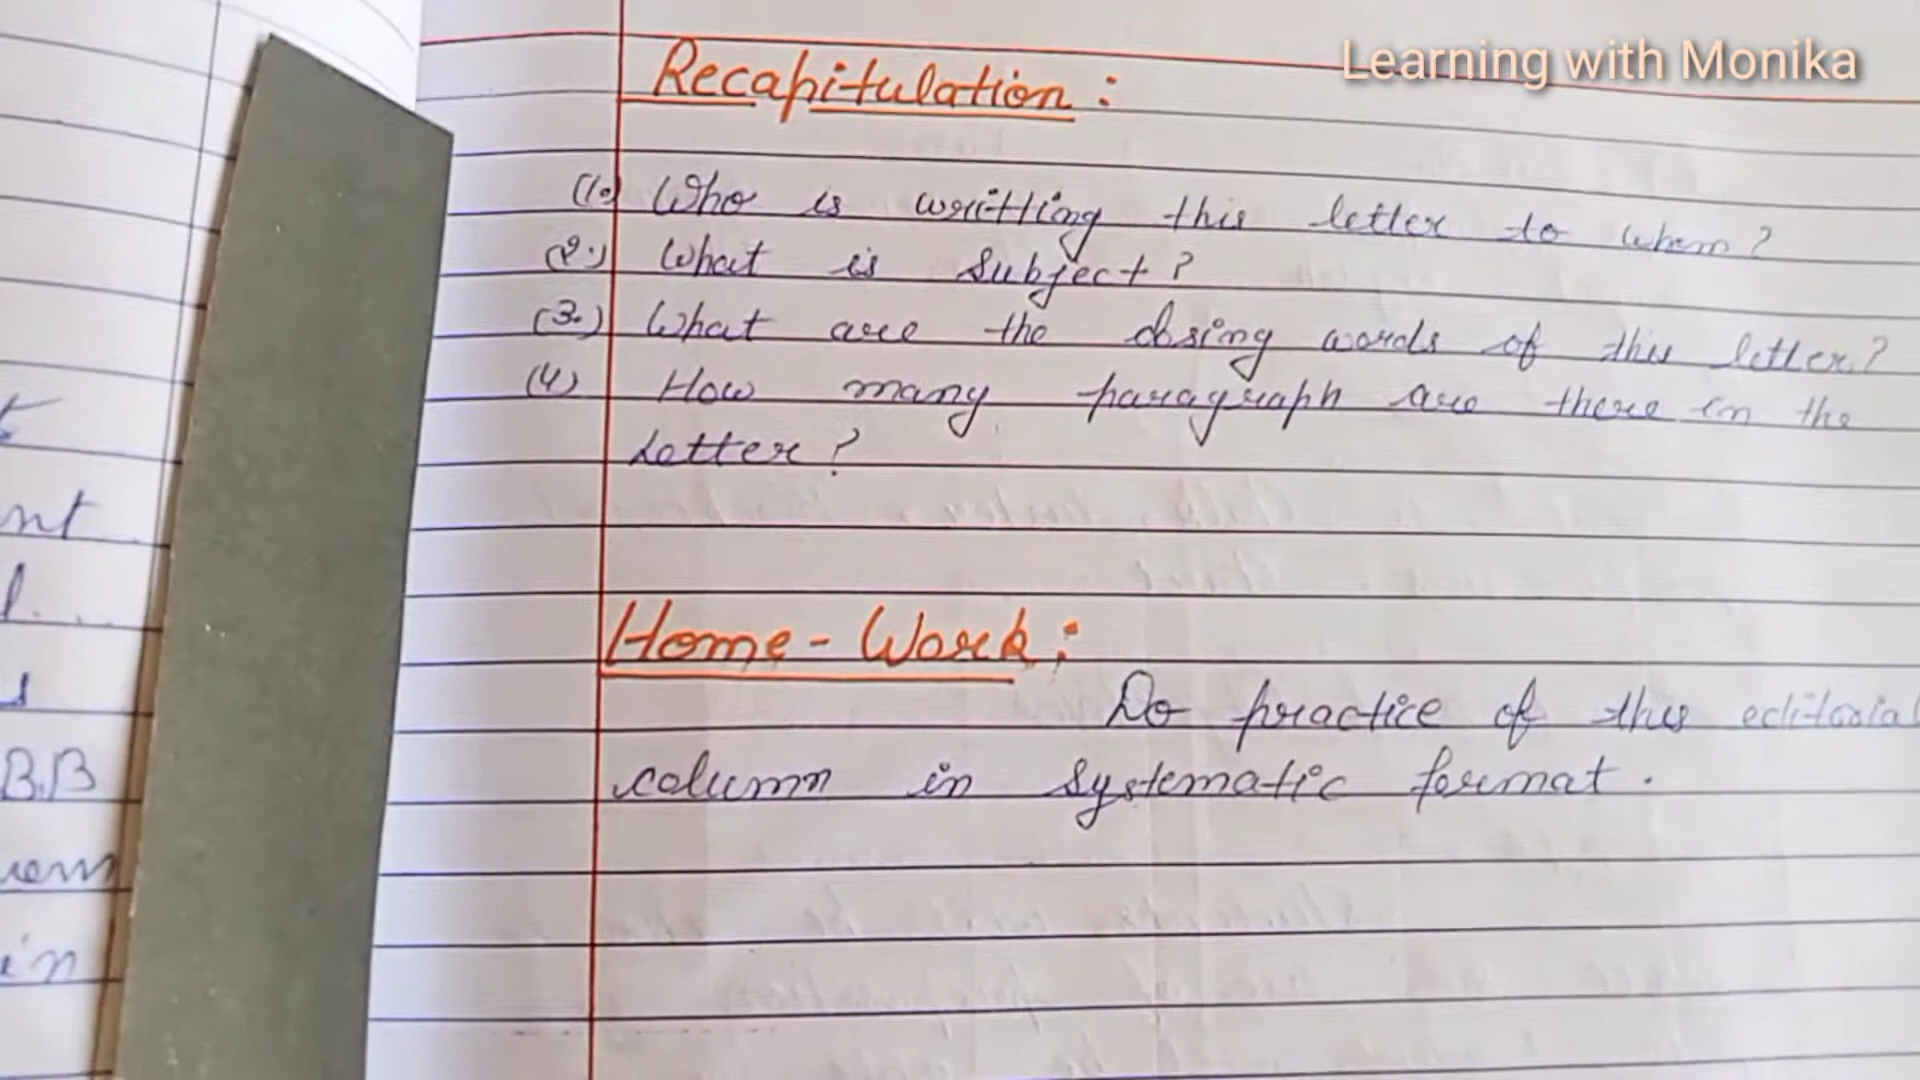 Learning with Monika
Recapitulation :
(1.) Who is writting this letter to whom?
(2.) What is Subject?
(3.) What are the closing words of this letter?
(4) How many paragraph are there in the
Letter?
Home-Work:
Do practice of this editorial
column in systematic format.
nt
l....
s
B.B
in